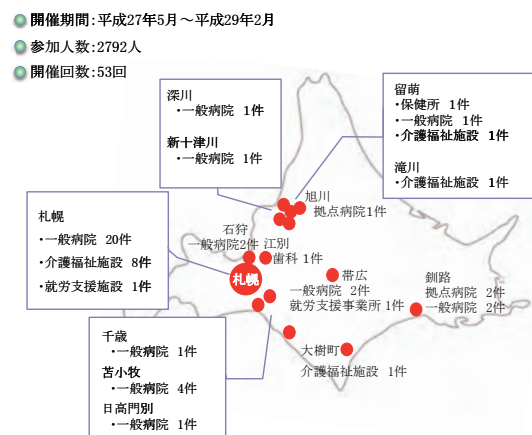 開催期間：平成27年5月～平成29年2月
参加人数：2792人
開催回数：53回
深川
・一般病院 1件
新十津川
・一般病院 1件
留萌
・保健所 1件
・一般病院 1件
・介護福祉施設 1件
滝川
・介護福祉施設 1件
旭川
拠点病院1件
札幌
・一般病院 20件
・介護福祉施設 8件
・就労支援施設 1件
石狩
一般病院2件
江別
歯科 1件
札幌
帯広
一般病院 2件
就労支援事業所 1件
釧路
拠点病院 2件
一般病院 2件
千歳
・一般病院 1件
苫小牧
・一般病院 4件
日高門別
・一般病院 1件
大樹町
介護福祉施設 1件